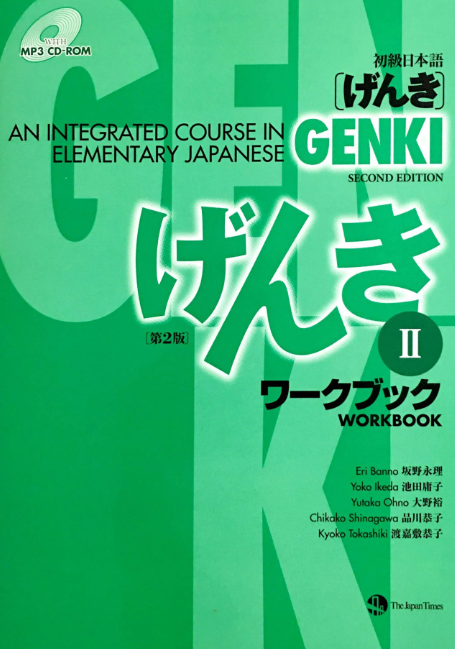 WITH
MP3 CD-ROM
初級日本語
［げんき］
AN INTEGRATED COURSE IN
ELEMENTARY JAPANESE
GENKI
SECOND EDITION
GENKI
げんき
［第2版］
II
ワークブック
WORKBOOK
Eri Banno 坂野永理
Yoko Ikeda 池田庸子
Yutaka Ohno 大野裕
Chikako Shinagawa 品川恭子
Kyoko Tokashiki 渡嘉敷恭子
The Japan Times